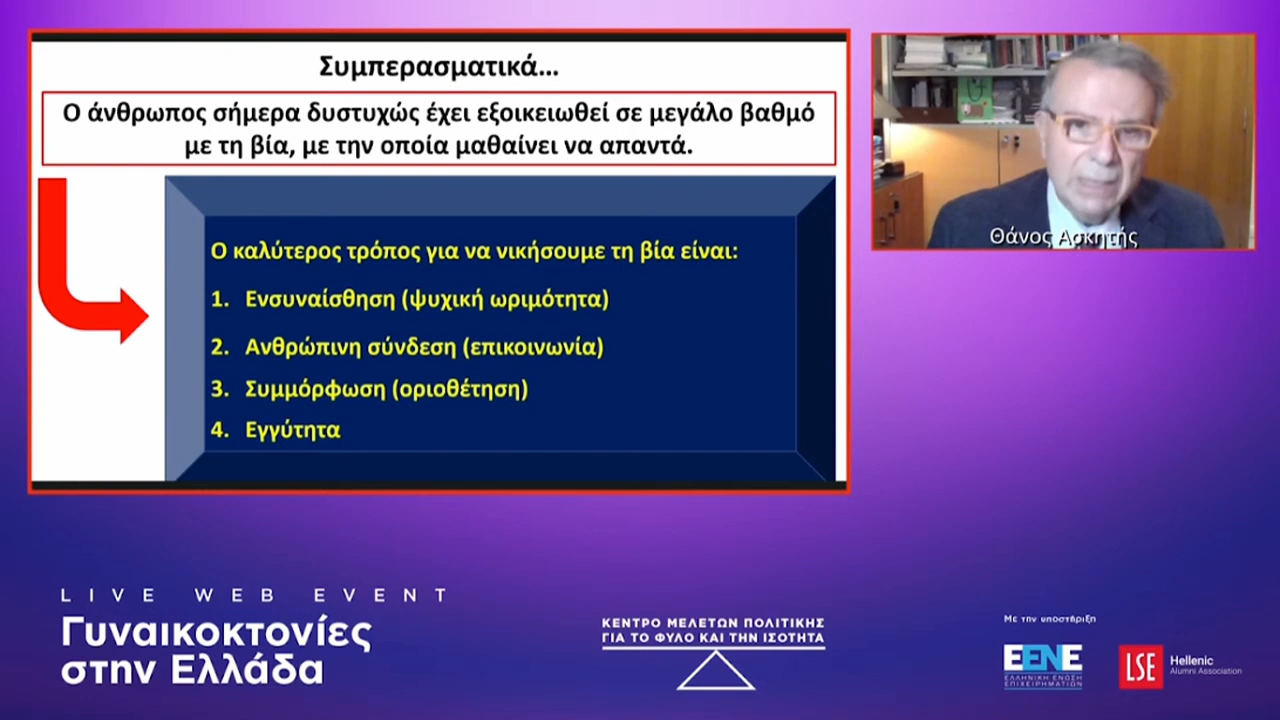 Συμπερασματικά...
Ο άνθρωπος σήμερα δυστυχώς έχει εξοικειωθεί σε μεγάλο βαθμό
με τη βία, με την οποία μαθαίνει να απαντά.
Ο καλύτερος τρόπος για να νικήσουμε τη βία είναι:
1. Ενσυναίσθηση (ψυχική ωριμότητα)
2. Ανθρώπινη σύνδεση (επικοινωνία)
3. Συμμόρφωση (οριοθέτηση)
4. Εγγύτητα
Θάνος Ασκητής
LIVE WEB EVENT
Γυναικοκτονίες
στην Ελλάδα
ΚΕΝΤΡΟ ΜΕΛΕΤΩΝ ΠΟΛΙΤΙΚΗΣ
ΓΙΑ ΤΟ ΦΥΛΟ ΚΑΙ ΤΗΝ ΙΣΟΤΗΤΑ
Με την υποστήριξη
ΕΕΝΕ
ΕΛΛΗΝΙΚΗ ΕΝΩΣΗ
ΕΠΙΧΕΙΡΗΜΑΤΙΩΝ
LSE
Hellenic
Alumni Association